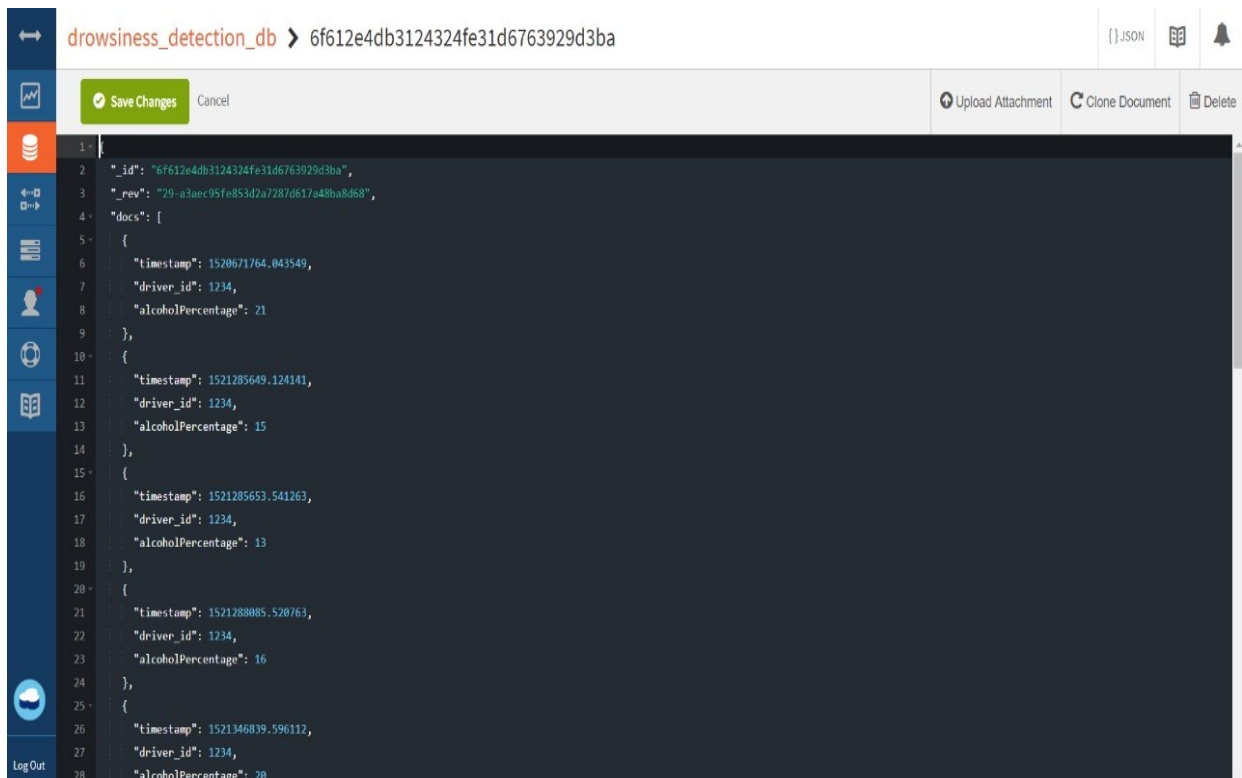 drowsiness_detection_db ❯ 6f612e4db3124324fe31d6763929d3ba
{ } JSON
Save Changes Cancel
Upload Attachment Clone Document Delete
1 {
2 "_id": "6f612e4db3124324fe31d6763929d3ba",
3 "_rev": "29-a3aec95fe853d2a7287d617a48ba8d68",
4 "docs": [
5 {
6 "timestamp": 1520671764.043549,
7 "driver_id": 1234,
8 "alcoholPercentage": 21
9 },
10 {
11 "timestamp": 1521285649.124141,
12 "driver_id": 1234,
13 "alcoholPercentage": 15
14 },
15 {
16 "timestamp": 1521285653.541263,
17 "driver_id": 1234,
18 "alcoholPercentage": 13
19 },
20 {
21 "timestamp": 1521288085.520763,
22 "driver_id": 1234,
23 "alcoholPercentage": 16
24 },
25 {
26 "timestamp": 1521346839.596112,
27 "driver_id": 1234,
28 "alcoholPercentage": 20
Log Out